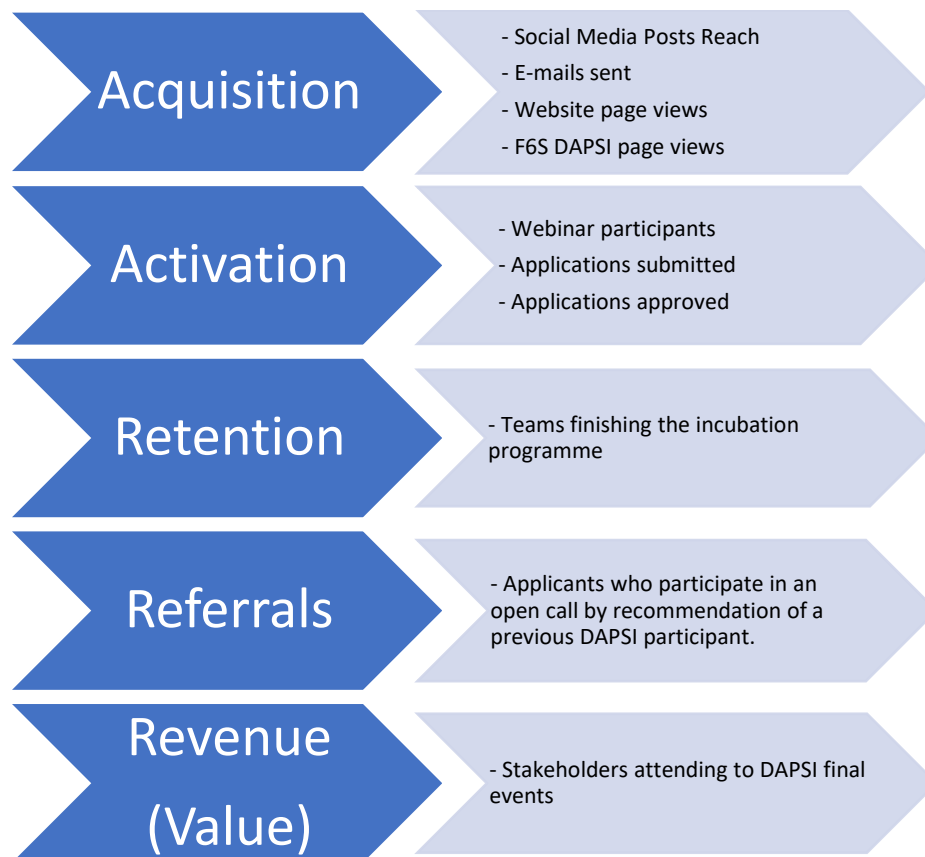 Acquisition
- Social Media Posts Reach
- E-mails sent
- Website page views
- F6S DAPSI page views
Activation
- Webinar participants
- Applications submitted
- Applications approved
Retention
- Teams finishing the incubation
programme
Referrals
- Applicants who participate in an
open call by recommendation of a
previous DAPSI participant.
Revenue
(Value)
- Stakeholders attending to DAPSI final
events